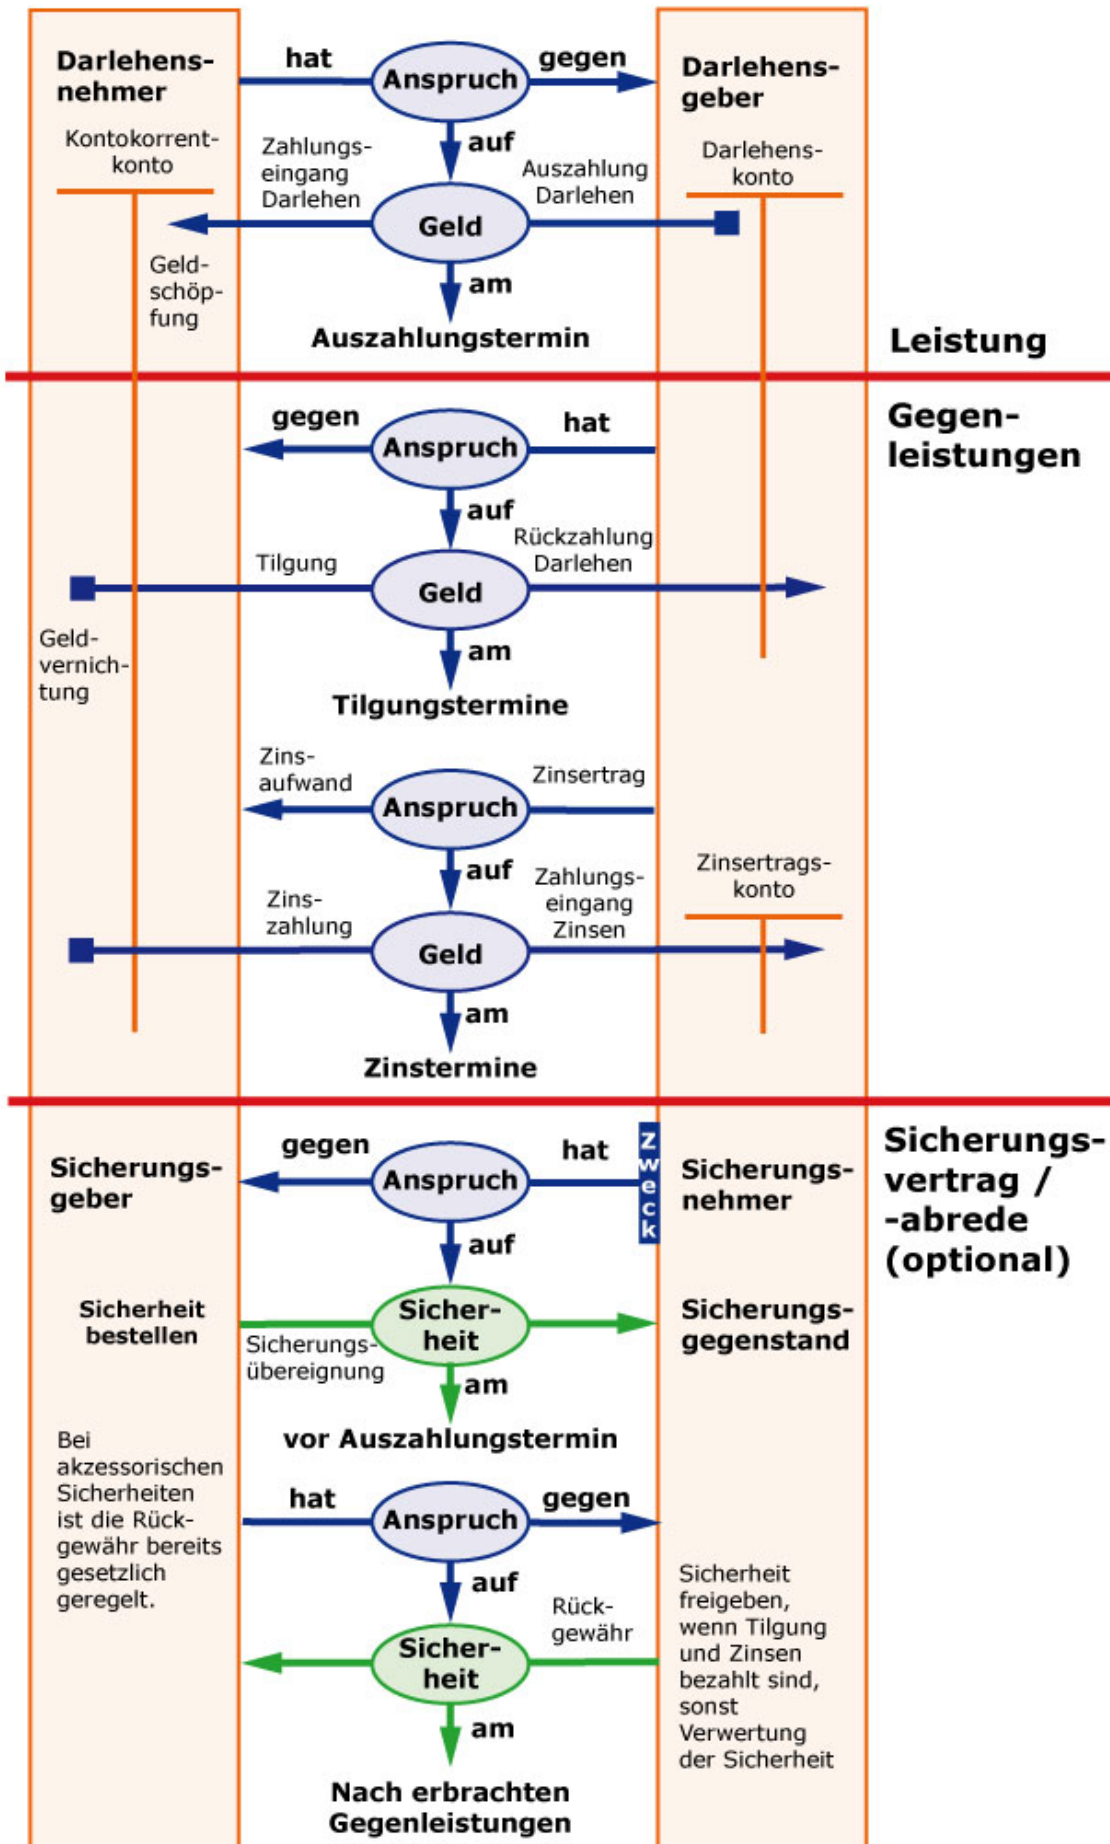 Darlehens-
nehmer
hat
Anspruch
gegen
Darlehens-
geber
Kontokorrent-
konto
Zahlungs-
eingang
Darlehen
auf
Auszahlung
Darlehen
Darlehens-
konto
Geld
Geld-
schöp-
fung
am
Auszahlungstermin
Leistung
Gegen-
leistungen
gegen
Anspruch
hat
auf
Tilgung
Rückzahlung
Darlehen
Geld
Geld-
vernich-
tung
am
Tilgungstermine
Zins-
aufwand
Anspruch
Zinsertrag
auf
Zins-
zahlung
Zahlungs-
eingang
Zinsen
Zinsertrags-
konto
Geld
am
Zinstermine
Sicherungs-
vertrag /
-abrede
(optional)
Sicherungs-
geber
gegen
Anspruch
hat
Zweck
Sicherungs-
nehmer
auf
Sicherheit
bestellen
Sicherungs-
übereignung
Sicher-
heit
Sicherungs-
gegenstand
am
vor Auszahlungstermin
Bei
akzessorischen
Sicherheiten
ist die Rück-
gewähr bereits
gesetzlich
geregelt.
hat
Anspruch
gegen
auf
Rück-
gewähr
Sicher-
heit
Sicherheit
freigeben,
wenn Tilgung
und Zinsen
bezahlt sind,
sonst
Verwertung
der Sicherheit
am
Nach erbrachten
Gegenleistungen